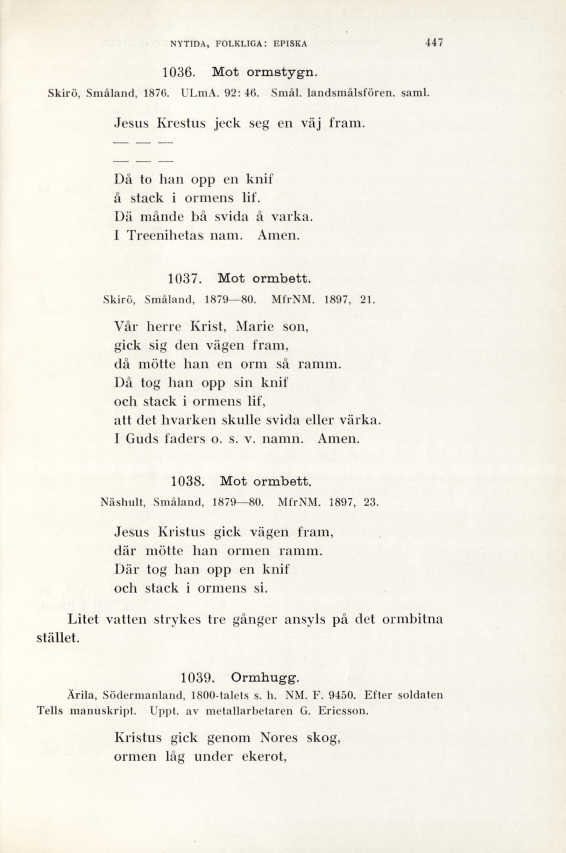 NYTIDA, FOLKLIGA: EPISKA 447
1036. Mot ormstygn.
Skirö, Småland, 1876. ULmA. 92: 46. Smål. landsmålsfören. saml.
Jesus Krestus jeck seg en väj fram.
— — —
— — —
Då to han opp en knif
å stack i ormens lif.
Dä månde bå svida å varka.
I Treenihetas nam. Amen.
1037. Mot ormbett.
Skirö, Småland, 1879—80. MfrNM. 1897, 21.
Vår herre Krist, Marie son,
gick sig den vägen fram,
då mötte han en orm så ramm.
Då tog han opp sin knif
och stack i ormens lif,
att det hvarken skulle svida eller värka.
I Guds faders o. s. v. namn. Amen.
1038. Mot ormbett.
Näshult, Småland, 1879—80. MfrNM. 1897, 23.
Jesus Kristus gick vägen fram,
där mötte han ormen ramm.
Där tog han opp en knif
och stack i ormens si.
Litet vatten strykes tre gånger ansyls på det ormbitna
stället.
1039. Ormhugg.
Ärila, Södermanland, 1800-talets s. h. NM. F. 9450. Efter soldaten
Tells manuskript. Uppt. av metallarbetaren G. Ericsson.
Kristus gick genom Nores skog,
ormen låg under ekerot,